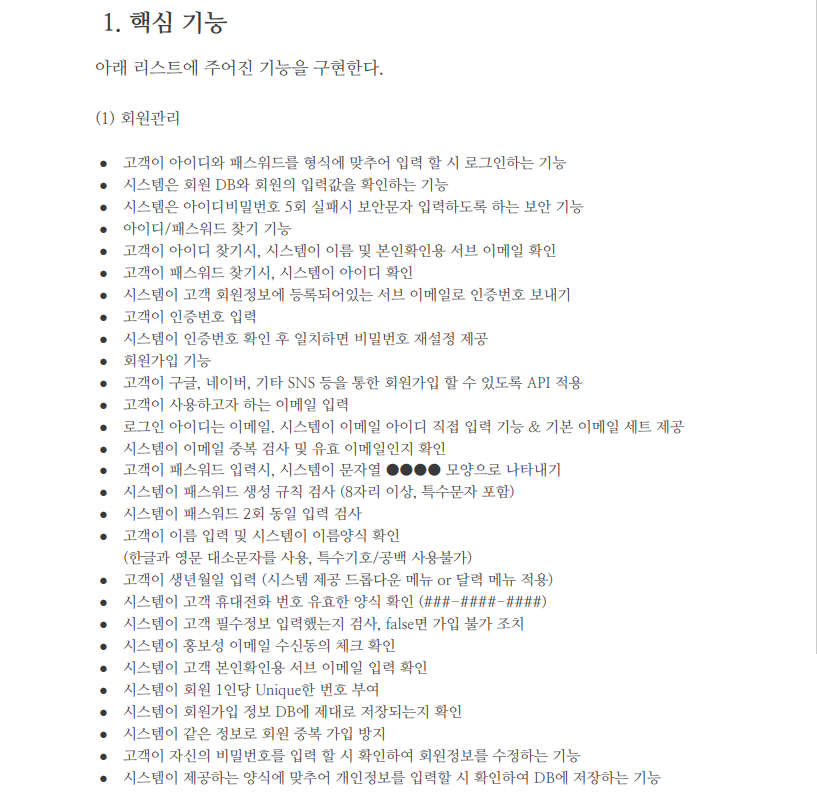 1. 핵심 기능
아래 리스트에 주어진 기능을 구현한다.
(1) 회원관리
● 고객이 아이디와 패스워드를 형식에 맞추어 입력 할 시 로그인하는 기능
● 시스템은 회원 DB와 회원의 입력값을 확인하는 기능
● 시스템은 아이디비밀번호 5회 실패시 보안문자 입력하도록 하는 보안 기능
● 아이디/패스워드 찾기 기능
● 고객이 아이디 찾기시, 시스템이 이름 및 본인확인용 서브 이메일 확인
● 고객이 패스워드 찾기시, 시스템이 아이디 확인
● 시스템이 고객 회원정보에 등록되어있는 서브 이메일로 인증번호 보내기
● 고객이 인증번호 입력
● 시스템이 인증번호 확인 후 일치하면 비밀번호 재설정 제공
● 회원가입 기능
● 고객이 구글, 네이버, 기타 SNS 등을 통한 회원가입 할 수 있도록 API 적용
● 고객이 사용하고자 하는 이메일 입력
● 로그인 아이디는 이메일. 시스템이 이메일 아이디 직접 입력 기능 & 기본 이메일 세트 제공
● 시스템이 이메일 중복 검사 및 유효 이메일인지 확인
● 고객이 패스워드 입력시, 시스템이 문자열 ●●●● 모양으로 나타내기
● 시스템이 패스워드 생성 규칙 검사 (8자리 이상, 특수문자 포함)
● 시스템이 패스워드 2회 동일 입력 검사
● 고객이 이름 입력 및 시스템이 이름양식 확인
(한글과 영문 대소문자를 사용, 특수기호/공백 사용불가)
● 고객이 생년월일 입력 (시스템 제공 드롭다운 메뉴 or 달력 메뉴 적용)
● 시스템이 고객 휴대전화 번호 유효한 양식 확인 (###-####-####)
● 시스템이 고객 필수정보 입력했는지 검사, false면 가입 불가 조치
● 시스템이 홍보성 이메일 수신동의 체크 확인
● 시스템이 고객 본인확인용 서브 이메일 입력 확인
● 시스템이 회원 1인당 Unique한 번호 부여
● 시스템이 회원가입 정보 DB에 제대로 저장되는지 확인
● 시스템이 같은 정보로 회원 중복 가입 방지
● 고객이 자신의 비밀번호를 입력 할 시 확인하여 회원정보를 수정하는 기능
● 시스템이 제공하는 양식에 맞추어 개인정보를 입력할 시 확인하여 DB에 저장하는 기능